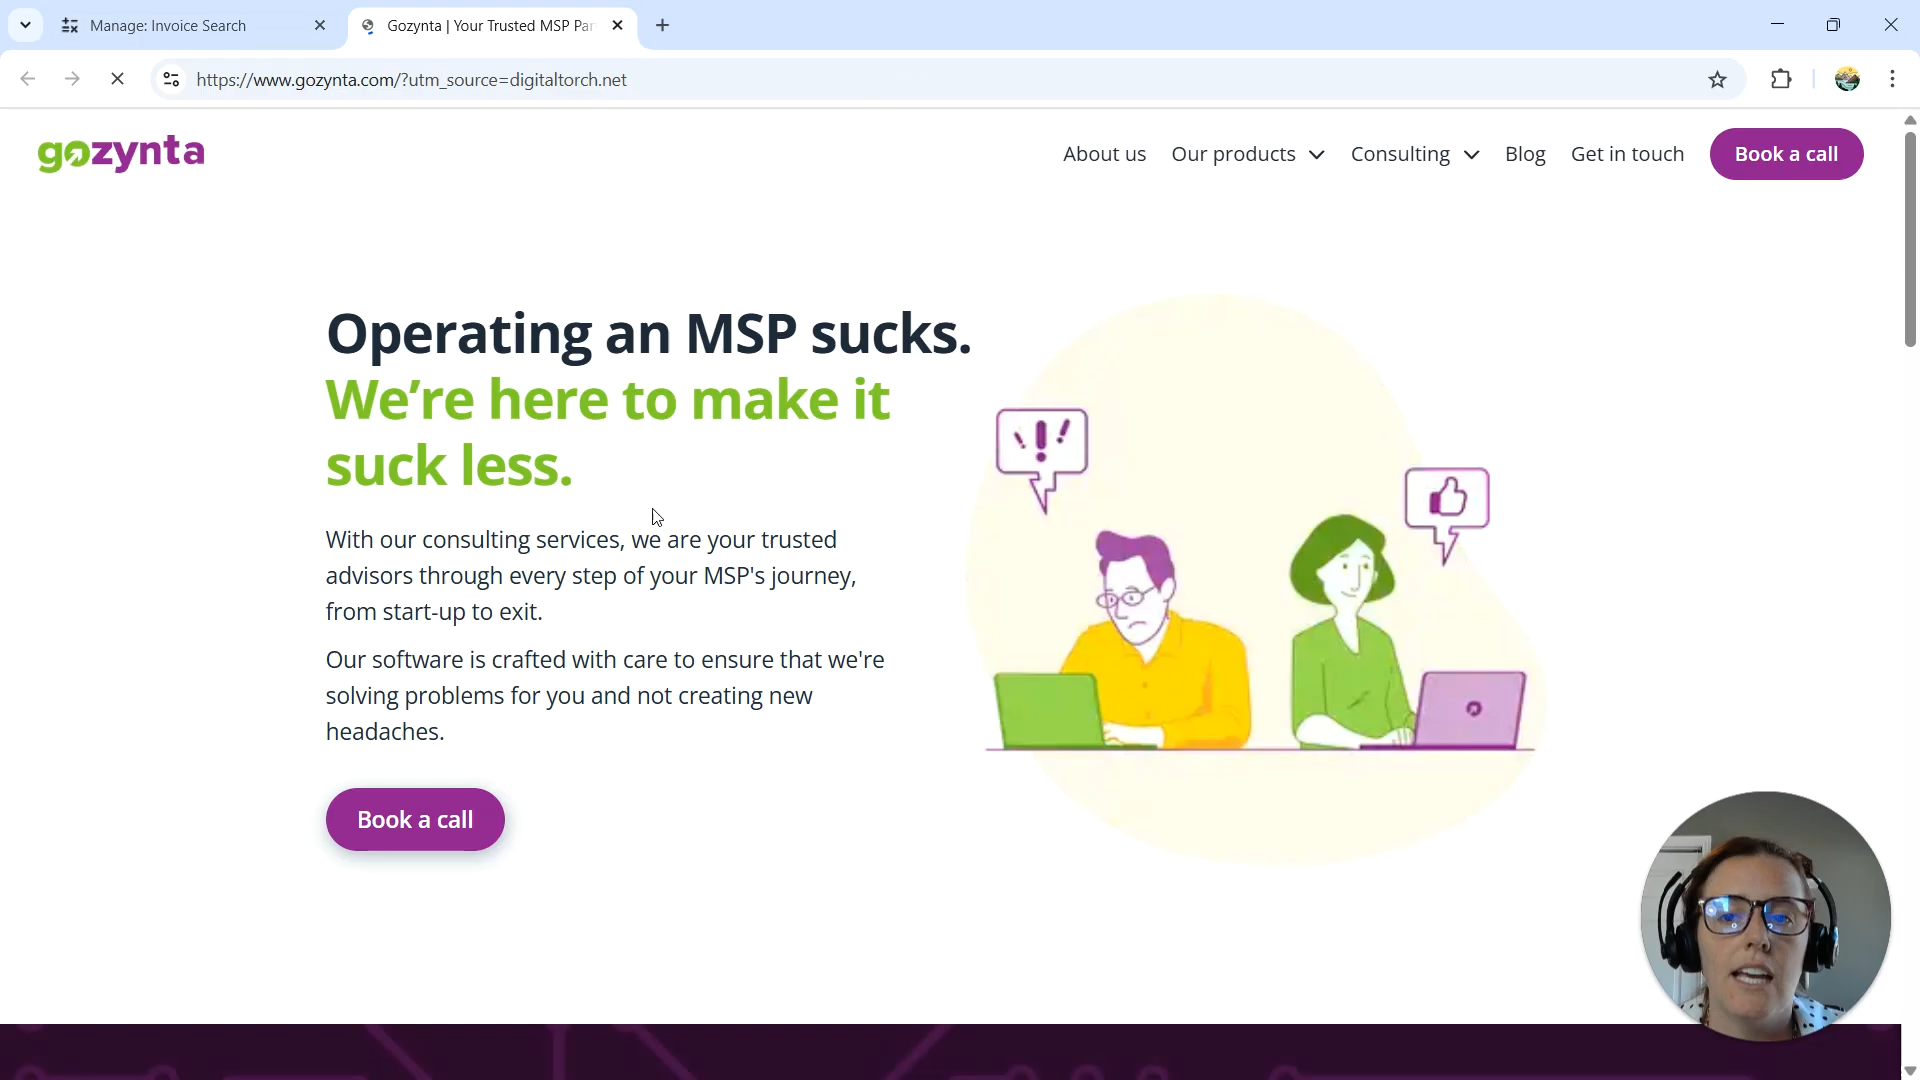 Manage: Invoice Search
Gozynta | Your Trusted MSP Par
https://www.gozynta.com/?utm_source=digitaltorch.net
gozynta
About us
Our products
Consulting
Blog
Get in touch
Book a call
Operating an MSP sucks.
We’re here to make it
suck less.
With our consulting services, we are your trusted
advisors through every step of your MSP's journey,
from start-up to exit.
Our software is crafted with care to ensure that we're
solving problems for you and not creating new
headaches.
Book a call